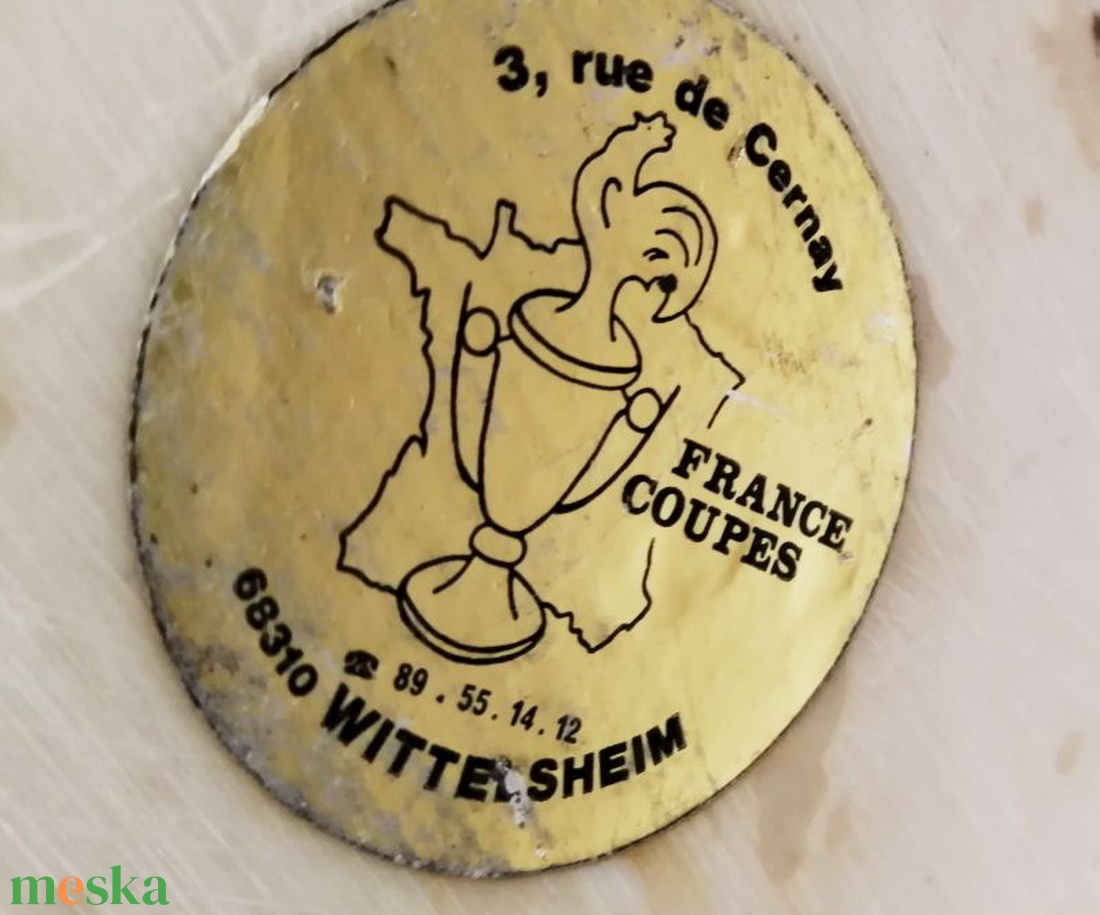 3, rue de Cernay
FRANCE
COUPES
☎ 89.55.14.12
68310 WITTELSHEIM
meska